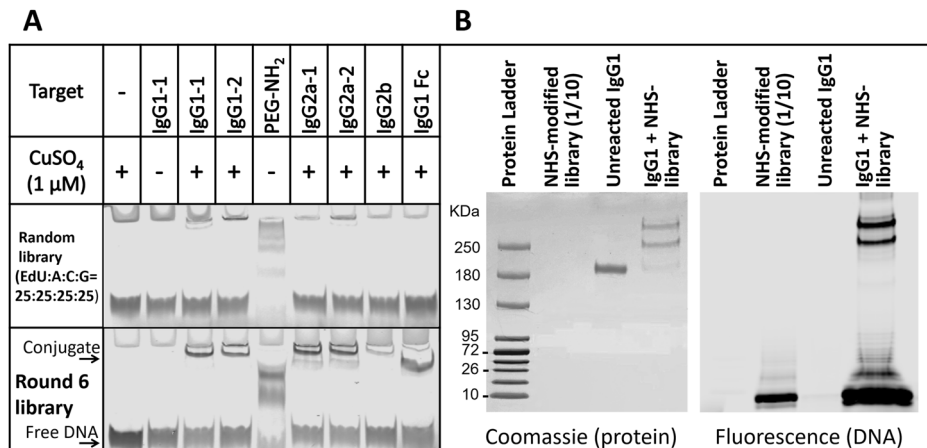 A
B
Target
-
IgG1-1
IgG1-1
IgG1-2
PEG-NH2
IgG2a-1
IgG2a-2
IgG2b
IgG1 Fc
CuSO4
(1 µM)
+ - + + - + + + +
Random
library
(EdU:A:C:G=
25:25:25:25)
Conjugate
Round 6
library
Free DNA
Protein Ladder
NHS-modified
library (1/10)
Unreacted IgG1
IgG1 + NHS-
library
Protein Ladder
NHS-modified
library (1/10)
Unreacted IgG1
IgG1 + NHS-
library
KDa
250
180
130
95
72
26
10
Coomassie (protein)
Fluorescence (DNA)